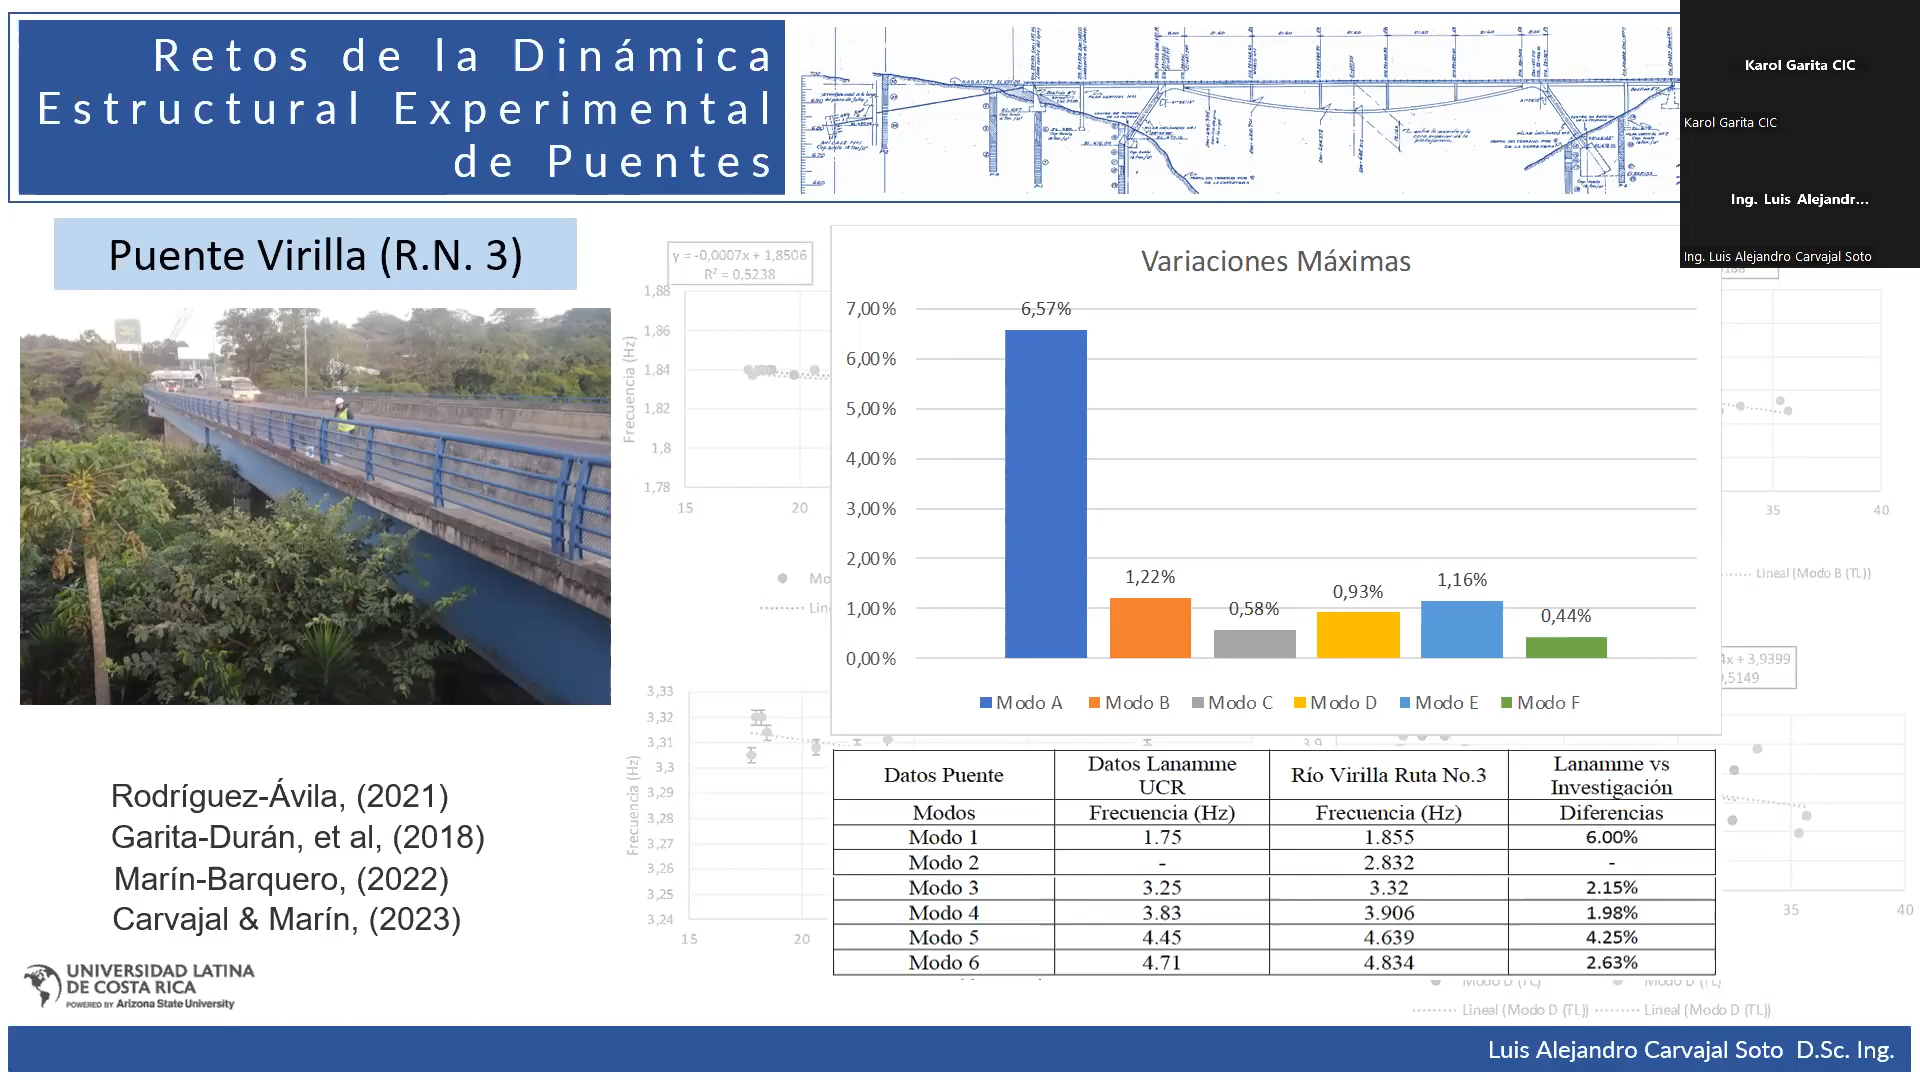 Retos de la Dinámica
Estructural Experimental
de Puentes
Karol Garita CIC
Karol Garita CIC
Ing. Luis Alejandr...
Ing. Luis Alejandro Carvajal Soto
Puente Virilla (R.N. 3)
y = -0,0007x + 1,8506
R² = 0,5238
1,88
1,86
1,84
1,82
1,8
1,78
Frecuencia (Hz)
15
20
Variaciones Máximas
7,00%
6,00%
5,00%
4,00%
3,00%
2,00%
1,00%
0,00%
6,57%
1,22%
0,58%
0,93%
1,16%
0,44%
Modo A Modo B Modo C Modo D Modo E Modo F
35
40
Lineal (Modo B (TL))
x + 3,9399
,5149
3,33
3,32
3,31
3,3
3,29
3,28
3,27
3,26
3,25
3,24
Frecuencia (Hz)
15
20
3,9
35
40
Datos Puente Datos Lanamme UCR Río Virilla Ruta No.3 Lanamme vs Investigación
Modos Frecuencia (Hz) Frecuencia (Hz) Diferencias
Modo 1 1.75 1.855 6.00%
Modo 2 - 2.832 -
Modo 3 3.25 3.32 2.15%
Modo 4 3.83 3.906 1.98%
Modo 5 4.45 4.639 4.25%
Modo 6 4.71 4.834 2.63%
Modo D (TC) Modo D (TL)
Lineal (Modo D (TL)) Lineal (Modo D (TL))
Rodríguez-Ávila, (2021)
Garita-Durán, et al, (2018)
Marín-Barquero, (2022)
Carvajal & Marín, (2023)
UNIVERSIDAD LATINA
DE COSTA RICA
POWERED BY Arizona State University
Luis Alejandro Carvajal Soto D.Sc. Ing.